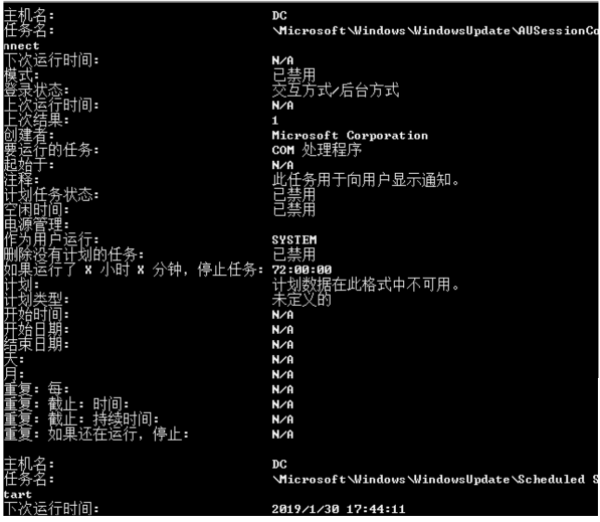 主机名: DC
任务名: \Microsoft\Windows\WindowsUpdate\AUSessionCo
nnect
下次运行时间: N/A
模式: 已禁用
登录状态: 交互方式/后台方式
上次运行时间: N/A
上次结果: 1
创建者: Microsoft Corporation
要运行的任务: COM 处理程序
起始于: N/A
注释: 此任务用于向用户显示通知。
计划任务状态: 已禁用
空闲时间: 已禁用
电源管理:
作为用户运行: SYSTEM
删除没有计划的任务: 已禁用
如果运行了 X 小时 X 分钟，停止任务: 72:00:00
计划: 计划数据在此格式中不可用。
计划类型: 未定义的
开始时间: N/A
开始日期: N/A
结束日期: N/A
天: N/A
月: N/A
重复: 每: N/A
重复: 截止: 时间: N/A
重复: 截止: 持续时间: N/A
重复: 如果还在运行，停止: N/A
主机名: DC
任务名: \Microsoft\Windows\WindowsUpdate\Scheduled S
tart
下次运行时间: 2019/1/30 17:44:11